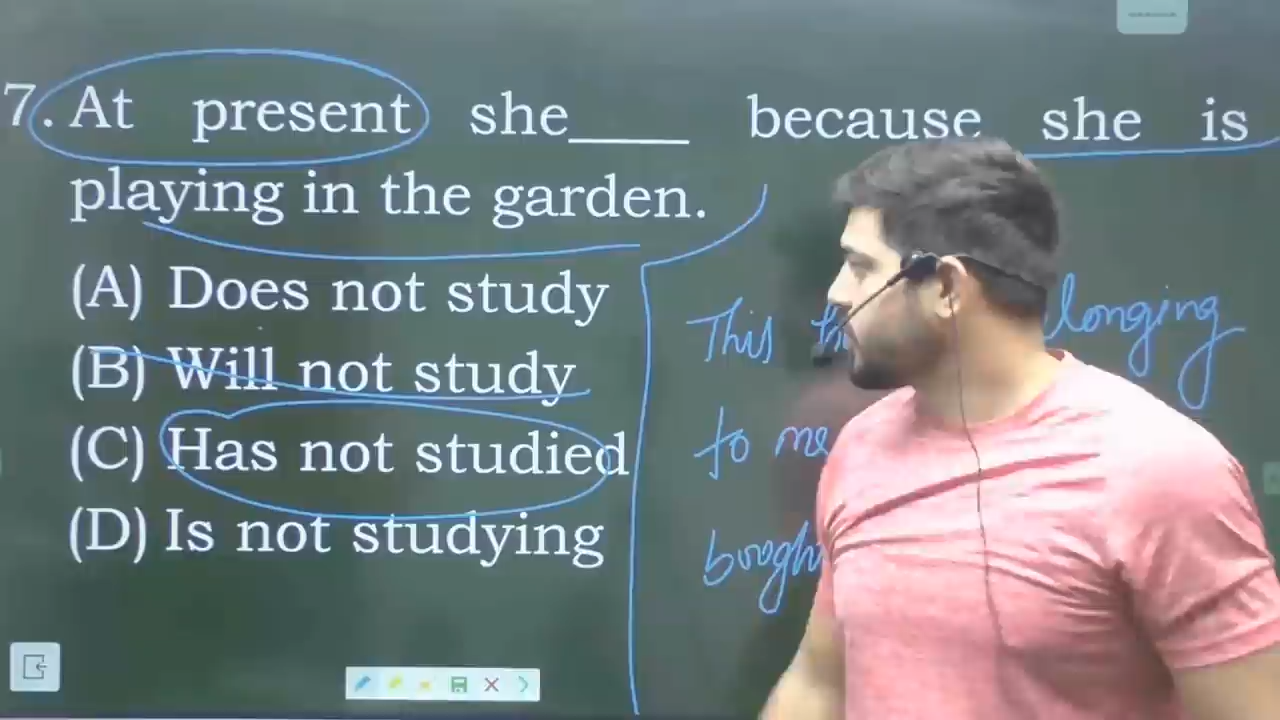 7. At present she____ because she is
playing in the garden.
(A) Does not study
(B) Will not study
(C) Has not studied
(D) Is not studying
This longing
to me